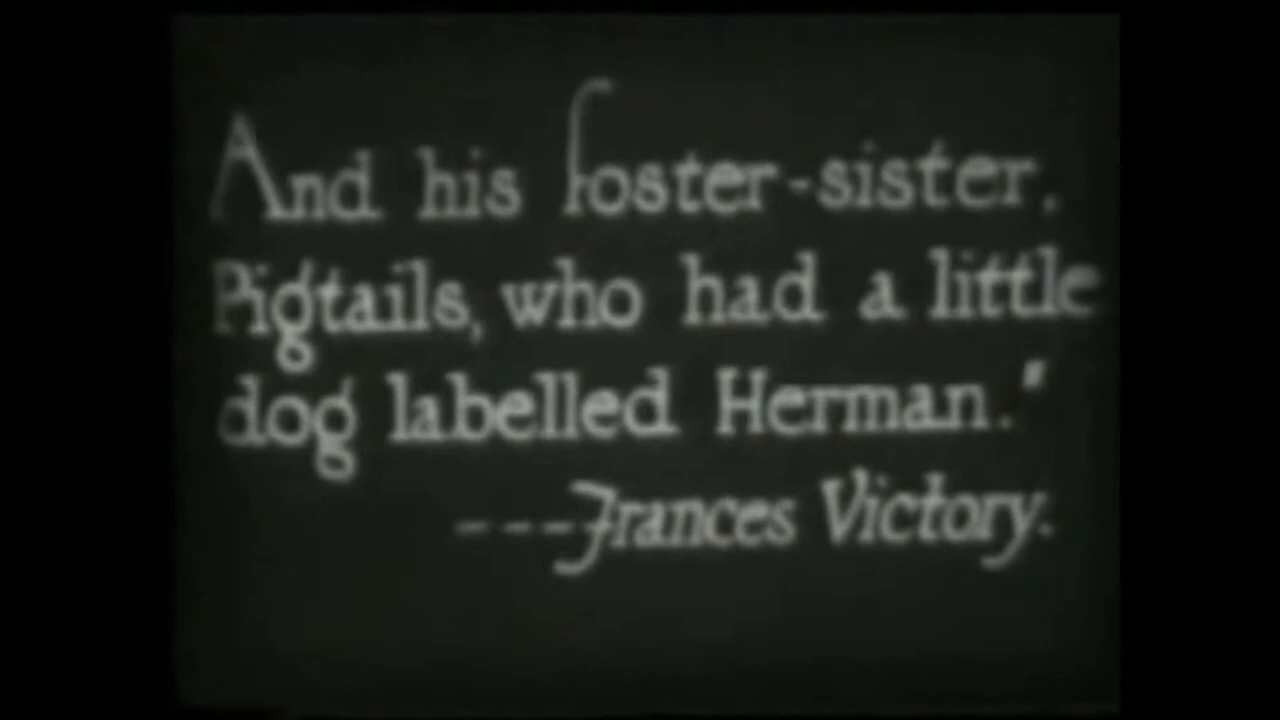 And his foster-sister,
Pigtails, who had a little
dog labelled Herman."
----Frances Victory.